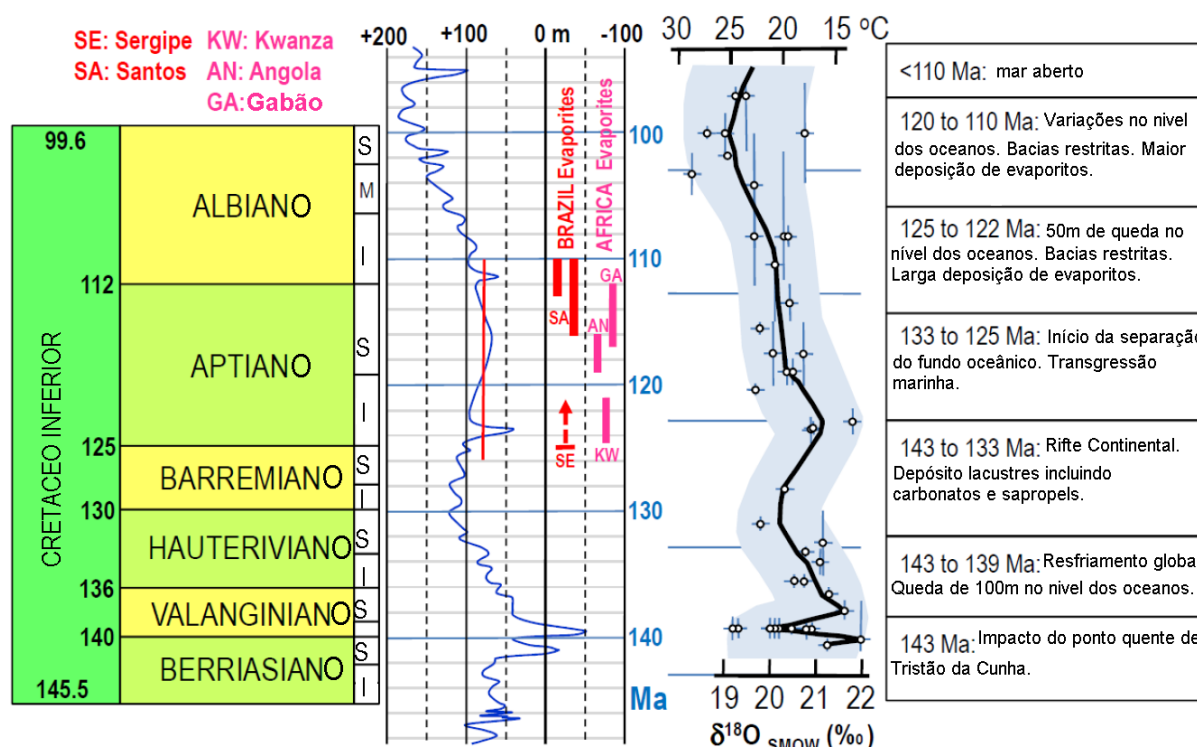 SE: Sergipe KW: Kwanza
SA: Santos AN: Angola
GA: Gabão
+200 +100 0 m -100
30 25 20 15 ºC
BRAZIL Evaporites
AFRICA Evaporites
CRETACEO INFERIOR
99.6
ALBIANO
S
M
I
112
APTIANO
S
I
125
BARREMIANO
S
I
130
HAUTERIVIANO
S
I
136
VALANGINIANO
S
140
BERRIASIANO
S
I
145.5
GA
SA
AN
SE
KW
100
110
120
130
140
Ma
19 20 21 22
δ¹⁸O SMOW (‰)
<110 Ma: mar aberto
120 to 110 Ma: Variações no nivel
dos oceanos. Bacias restritas. Maior
deposição de evaporitos.
125 to 122 Ma: 50m de queda no
nível dos oceanos. Bacias restritas.
Larga deposição de evaporitos.
133 to 125 Ma: Início da separação
do fundo oceânico. Transgressão
marinha.
143 to 133 Ma: Rifte Continental.
Depósito lacustres incluindo
carbonatos e sapropels.
143 to 139 Ma: Resfriamento globa
Queda de 100m no nivel dos oceanos.
143 Ma: Impacto do ponto quente de
Tristão da Cunha.